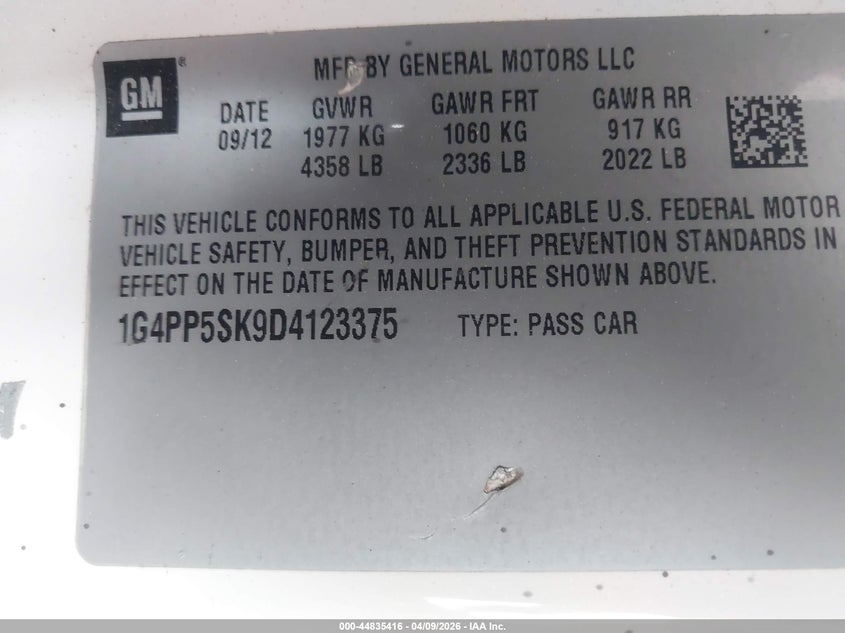 GM®
MFD BY GENERAL MOTORS LLC
DATE GVWR GAWR FRT GAWR RR
09/12 1977 KG 1060 KG 917 KG
4358 LB 2336 LB 2022 LB
THIS VEHICLE CONFORMS TO ALL APPLICABLE U.S. FEDERAL MOTOR
VEHICLE SAFETY, BUMPER, AND THEFT PREVENTION STANDARDS IN
EFFECT ON THE DATE OF MANUFACTURE SHOWN ABOVE.
1G4PP5SK9D4123375 TYPE: PASS CAR
000-44835416 - 04/09/2026 - IAA Inc.